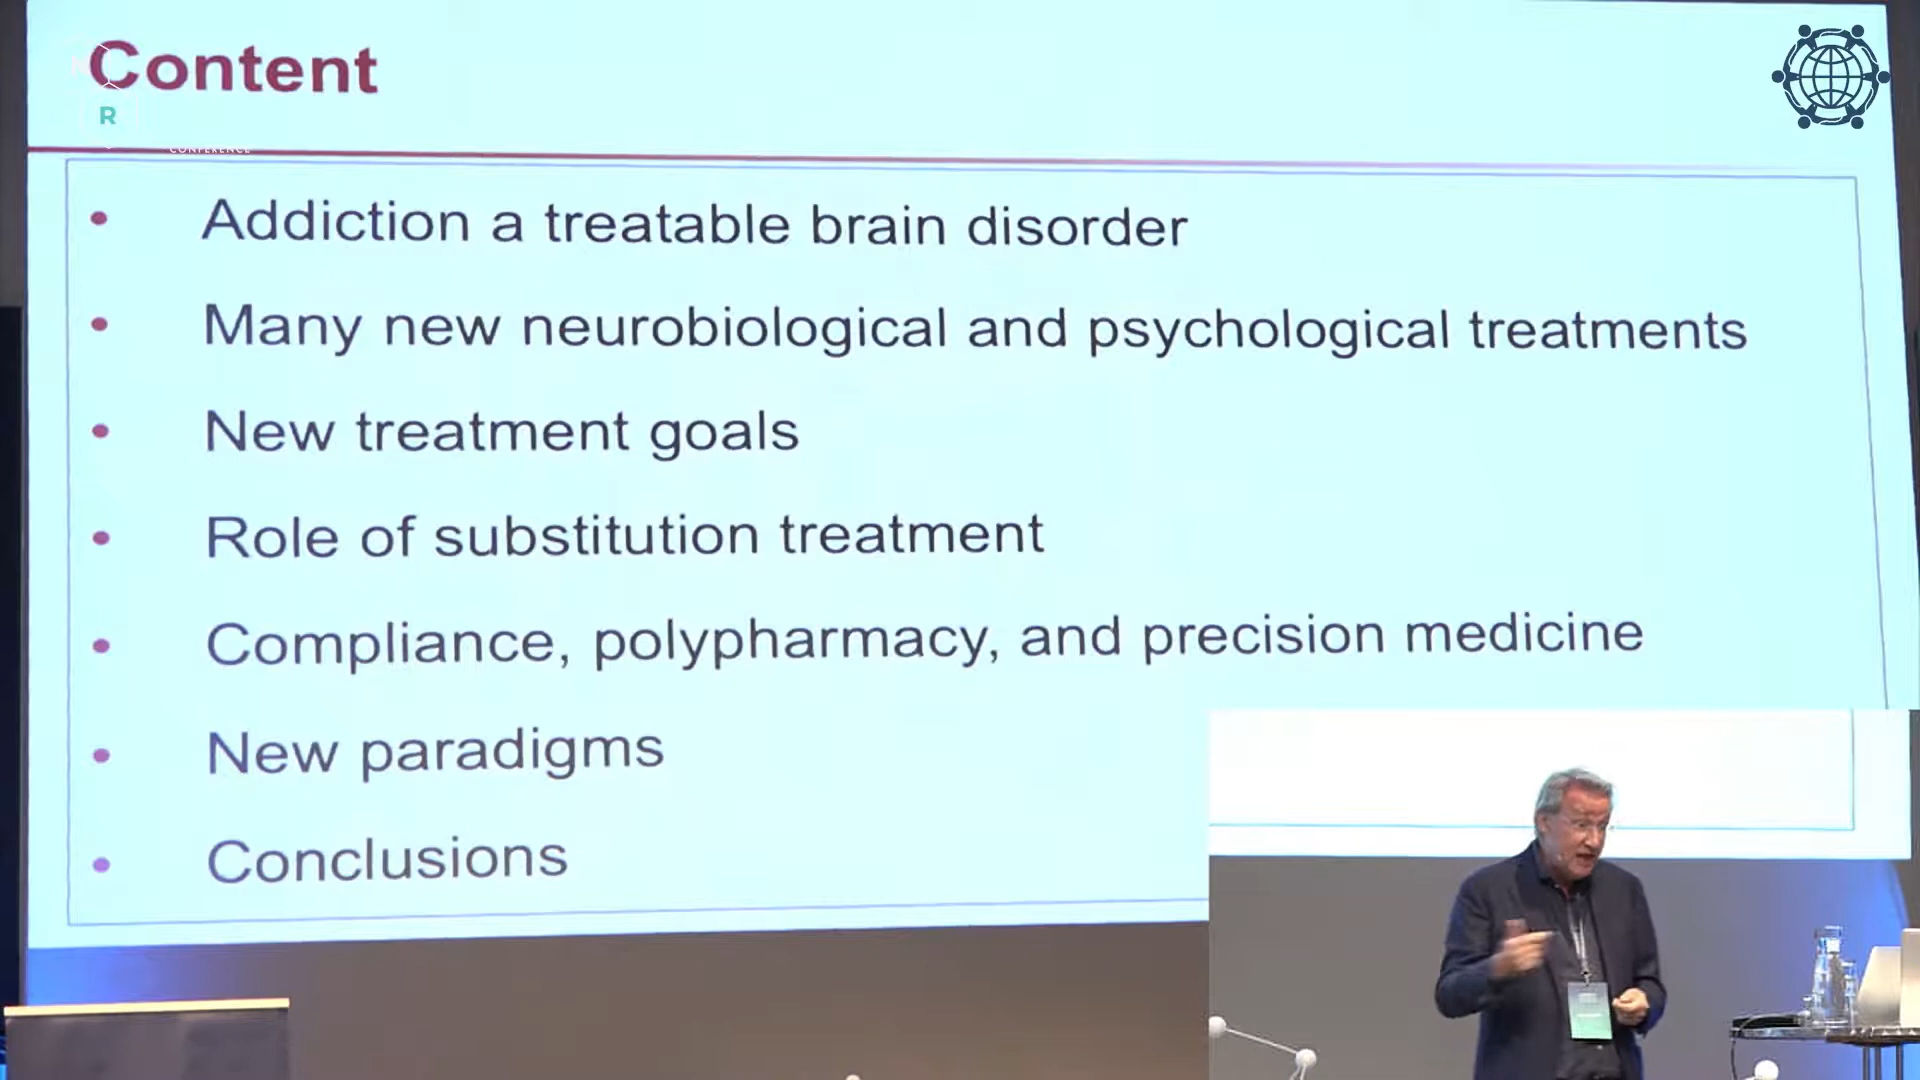 Content
R
CONFERENCE
• Addiction a treatable brain disorder
• Many new neurobiological and psychological treatments
• New treatment goals
• Role of substitution treatment
• Compliance, polypharmacy, and precision medicine
• New paradigms
• Conclusions